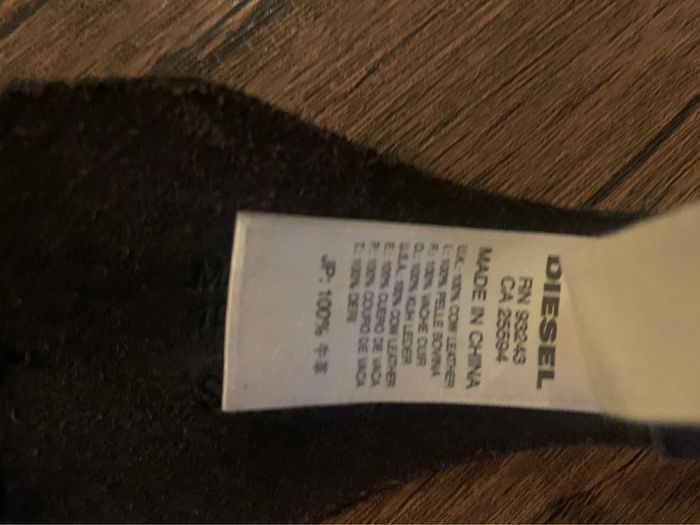 DIESEL
RN 93243
CA 25594
MADE IN CHINA
U.K.: 100% COW LEATHER
I.: 100% PELLE BOVINA
F.: 100% VACHE CUIR
D.: 100% KUH LEDER
U.S.A.: 100% COW LEATHER
E.: 100% CUERO DE VACA
P.: 100% COURO DE VACA
T.: 100% DERI
JP: 100% 牛革